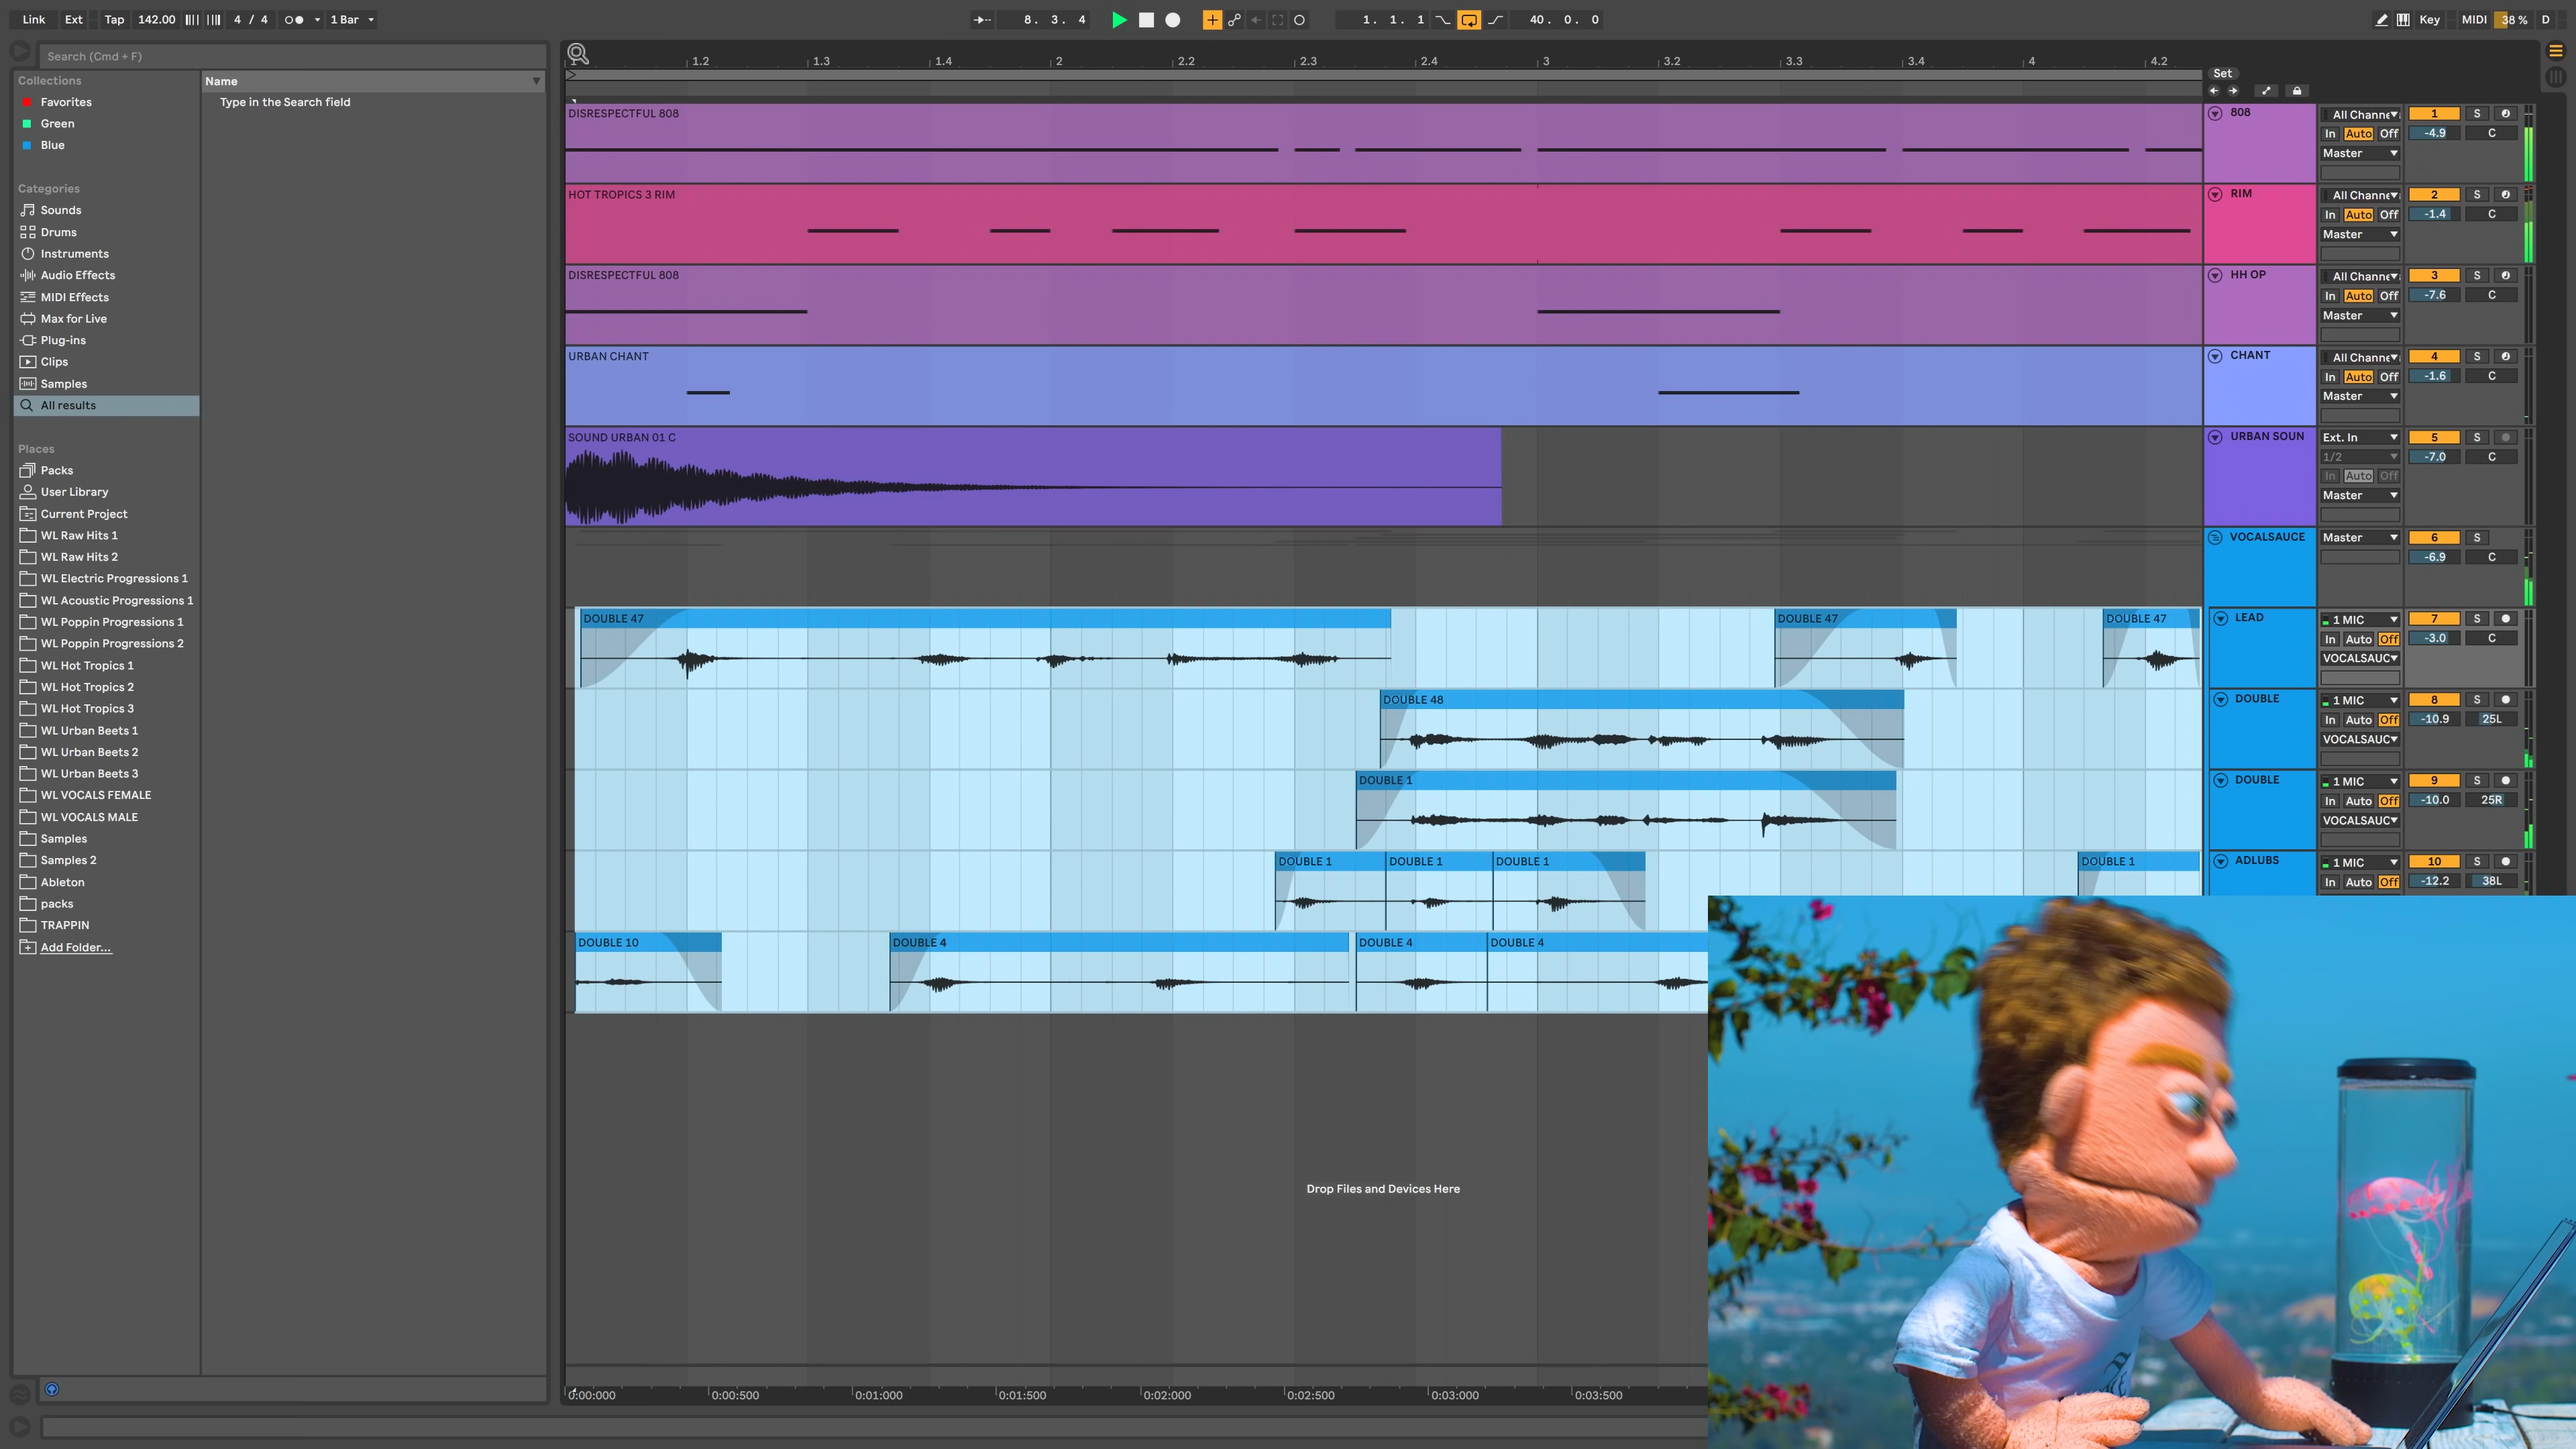 Link Ext Tap 142.00 4 / 4 1 Bar 8. 3. 4 1. 1. 1 40. 0. 0 Key MIDI 38 % D
Search (Cmd + F)
Collections
Favorites
Green
Blue
Categories
Sounds
Drums
Instruments
Audio Effects
MIDI Effects
Max for Live
Plug-ins
Clips
Samples
All results
Places
Packs
User Library
Current Project
WL Raw Hits 1
WL Raw Hits 2
WL Electric Progressions 1
WL Acoustic Progressions 1
WL Poppin Progressions 1
WL Poppin Progressions 2
WL Hot Tropics 1
WL Hot Tropics 2
WL Hot Tropics 3
WL Urban Beets 1
WL Urban Beets 2
WL Urban Beets 3
WL VOCALS FEMALE
WL VOCALS MALE
Samples
Samples 2
Ableton
packs
TRAPPIN
Add Folder...
Name
Type in the Search field
1 1.2 1.3 1.4 2 2.2 2.3 2.4 3 3.2 3.3 3.4 4 4.2
Set
DISRESPECTFUL 808
808 All Channe 1 S
In Auto Off -4.9 C
Master
HOT TROPICS 3 RIM
RIM All Channe 2 S
In Auto Off -1.4 C
Master
DISRESPECTFUL 808
HH OP All Channe 3 S
In Auto Off -7.6 C
Master
URBAN CHANT
CHANT All Channe 4 S
In Auto Off -1.6 C
Master
SOUND URBAN 01 C
URBAN SOUN Ext. In 5 S
1/2 -7.0 C
In Auto Off
Master
VOCALSAUCE Master 6 S
-6.9 C
DOUBLE 47 DOUBLE 47 DOUBLE 47
LEAD 1 MIC 7 S
In Auto Off -3.0 C
VOCALSAUC
DOUBLE 48
DOUBLE 1 MIC 8 S
In Auto Off -10.9 25L
VOCALSAUC
DOUBLE 1
DOUBLE 1 MIC 9 S
In Auto Off -10.0 25R
VOCALSAUC
DOUBLE 1 DOUBLE 1 DOUBLE 1 DOUBLE 1
ADLUBS 1 MIC 10 S
In Auto Off -12.2 38L
DOUBLE 10 DOUBLE 4 DOUBLE 4 DOUBLE 4
Drop Files and Devices Here
0:00:000 0:00:500 0:01:000 0:01:500 0:02:000 0:02:500 0:03:000 0:03:500